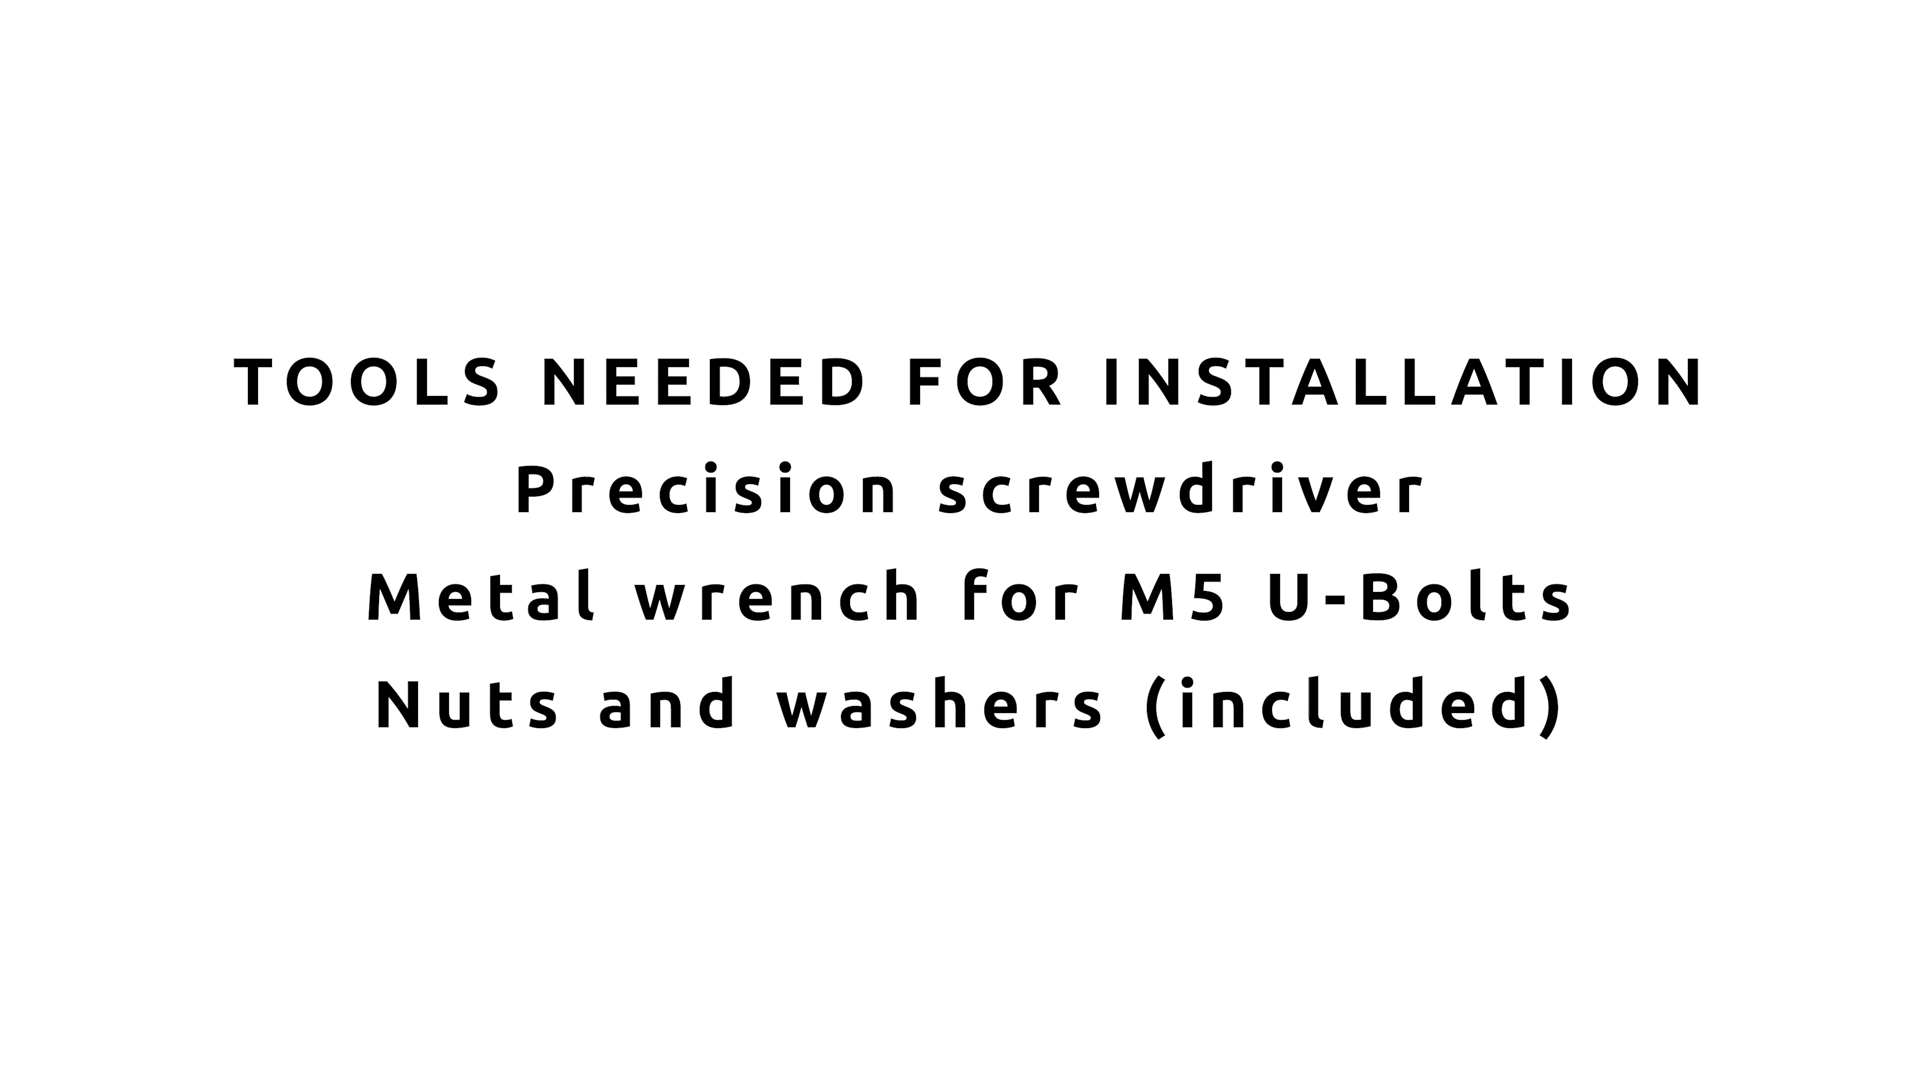 TOOLS NEEDED FOR INSTALLATION
Precision screwdriver
Metal wrench for M5 U-Bolts
Nuts and washers (included)